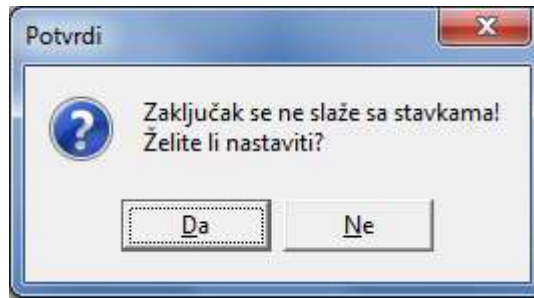 Potvrdi
Zaključak se ne slaže sa stavkama!
Želite li nastaviti?
Da
Ne